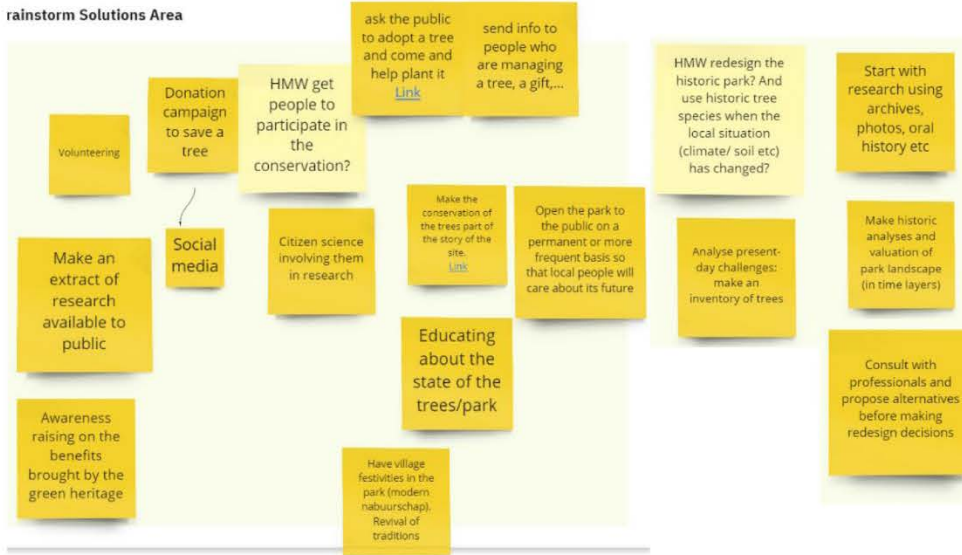 rainstorm Solutions Area
ask the public
to adopt a tree
and come and
help plant it
Link
send info to
people who
are managing
a tree, a gift,...
Donation
campaign
to save a
tree
HMW get
people to
participate in
the
conservation?
Volunteering
Social
media
Make an
extract of
research
available to
public
Citizen science
involving them
in research
Make the
conservation of
the trees part of
the story of the
site.
Link
Open the park to
the public on a
permanent or more
frequent basis so
that local people will
care about its future
Educating
about the
state of the
trees/park
Awareness
raising on the
benefits
brought by the
green heritage
Have village
festivities in the
park (modern
nabuurschap).
Revival of
traditions
HMW redesign the
historic park? And
use historic tree
species when the
local situation
(climate/ soil etc)
has changed?
Start with
research using
archives,
photos, oral
history etc
Analyse present-
day challenges:
make an
inventory of trees
Make historic
analyses and
valuation of
park landscape
(in time layers)
Consult with
professionals and
propose alternatives
before making
redesign decisions